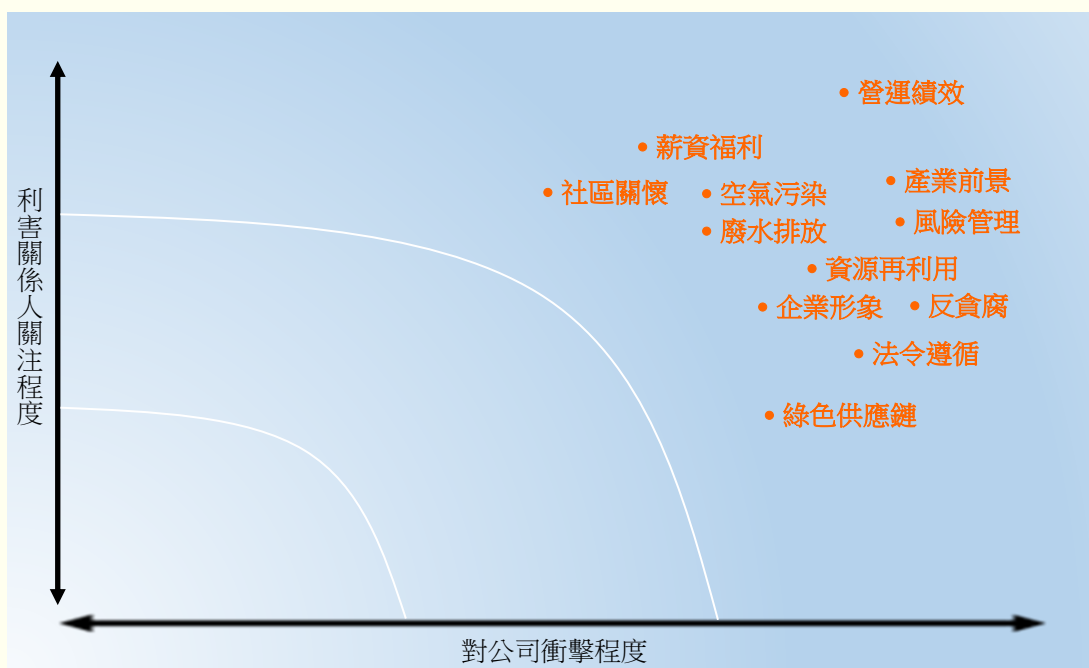 利害關係人關注程度
• 營運績效
• 薪資福利
• 產業前景
• 社區關懷
• 空氣污染
• 風險管理
• 廢水排放
• 資源再利用
• 企業形象
• 反貪腐
• 法令遵循
• 綠色供應鏈
對公司衝擊程度